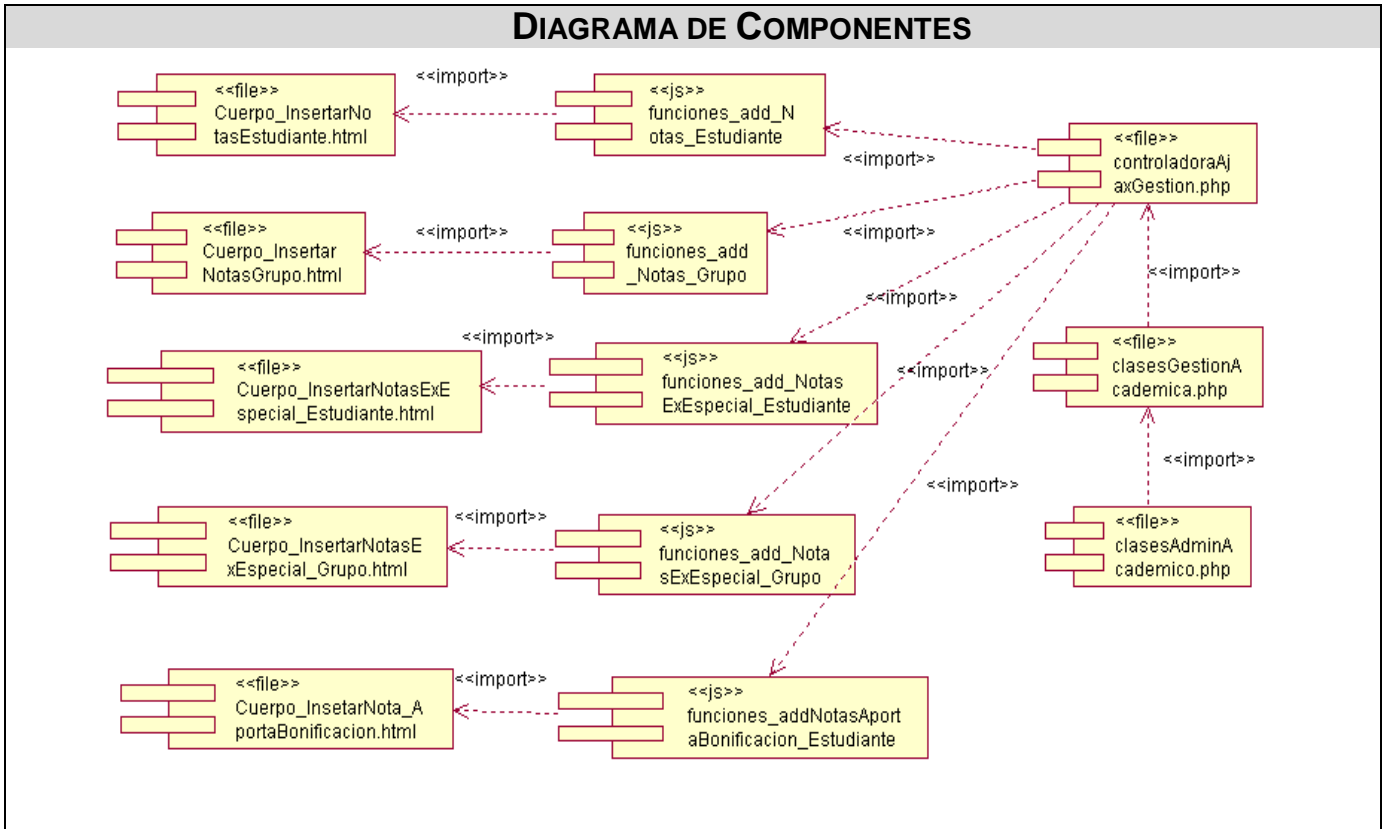 DIAGRAMA DE COMPONENTES
<<file>>
Cuerpo_InsertarNo
tasEstudiante.html
<<import>>
<<js>>
funciones_add_N
otas_Estudiante
<<import>>
<<file>>
controladoraAj
axGestion.php
<<file>>
Cuerpo_Insertar
NotasGrupo.html
<<import>>
<<js>>
funciones_add
_Notas_Grupo
<<import>>
<<import>>
<<import>>
<<file>>
Cuerpo_InsertarNotasExE
special_Estudiante.html
<<import>>
<<js>>
funciones_add_Notas
ExEspecial_Estudiante
<<import>>
<<file>>
clasesGestionA
cademica.php
<<import>>
<<import>>
<<file>>
Cuerpo_InsertarNotasE
xEspecial_Grupo.html
<<import>>
<<js>>
funciones_add_Nota
sExEspecial_Grupo
<<file>>
clasesAdminA
cademico.php
<<file>>
Cuerpo_InsetarNota_A
portaBonificacion.html
<<import>>
<<js>>
funciones_addNotasAport
aBonificacion_Estudiante